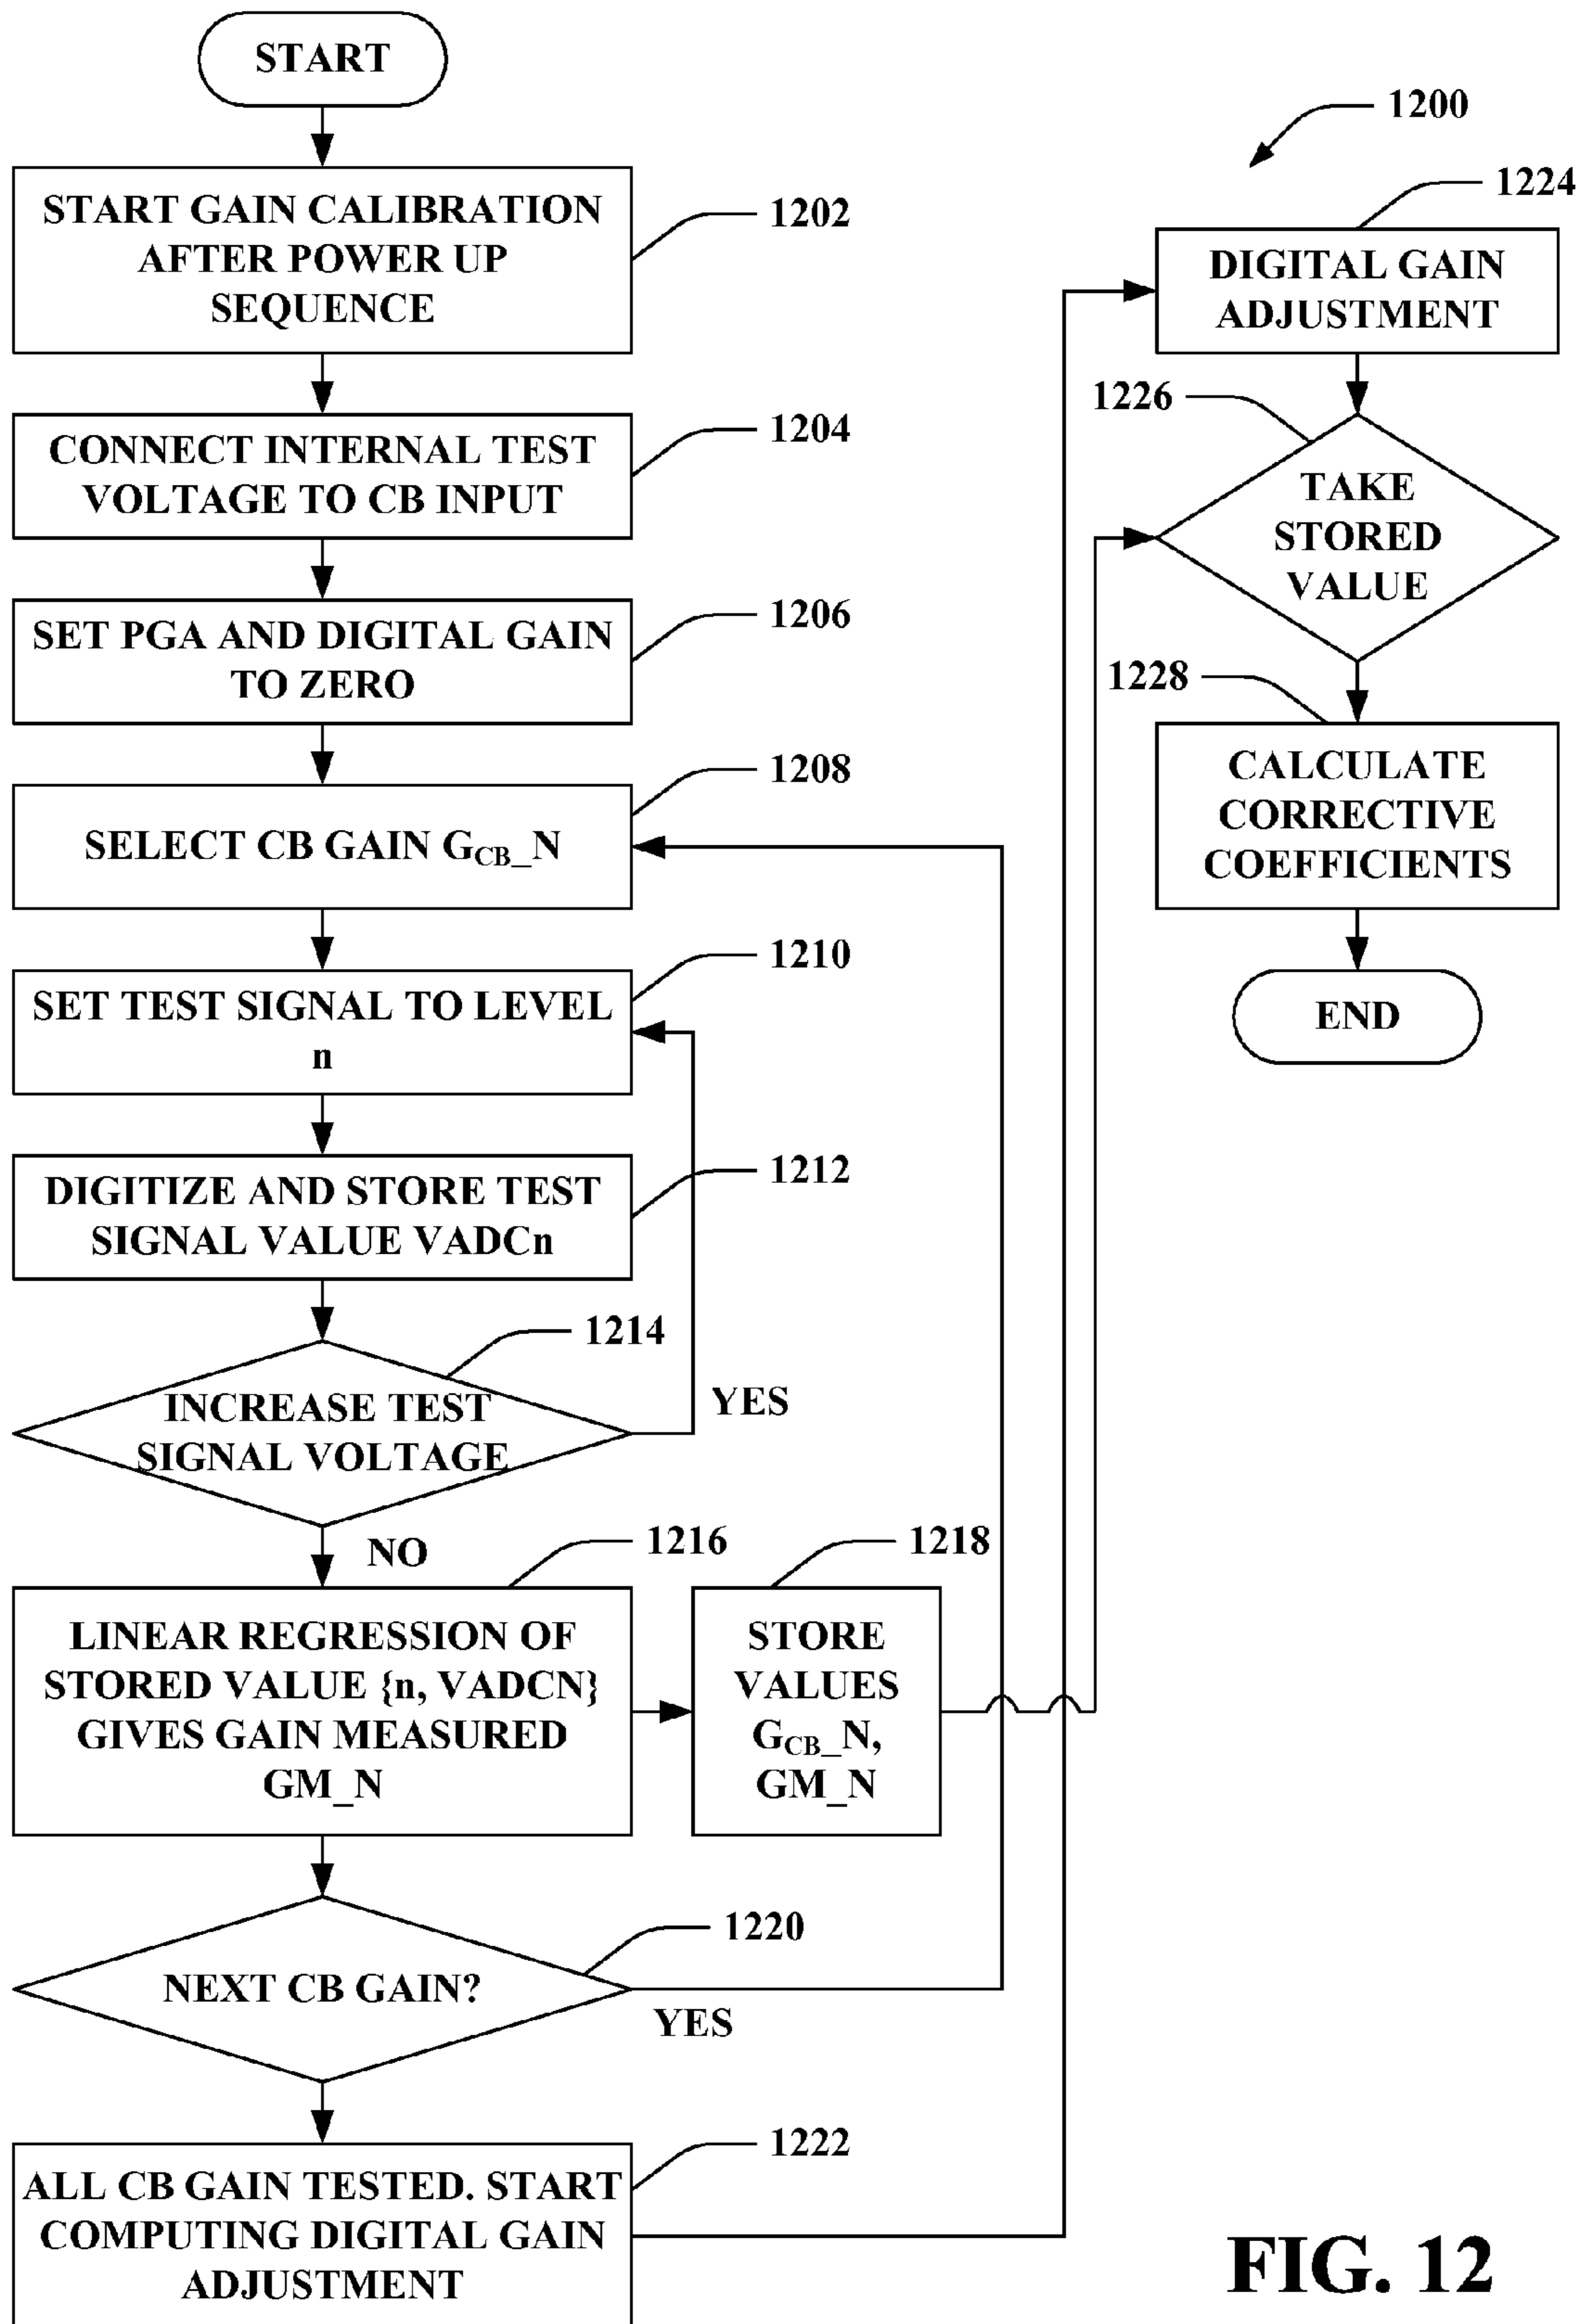 START
1200
START GAIN CALIBRATION
AFTER POWER UP
SEQUENCE
1202
CONNECT INTERNAL TEST
VOLTAGE TO CB INPUT
1204
SET PGA AND DIGITAL GAIN
TO ZERO
1206
SELECT CB GAIN GCB_N
1208
SET TEST SIGNAL TO LEVEL
n
1210
DIGITIZE AND STORE TEST
SIGNAL VALUE VADCn
1212
INCREASE TEST
SIGNAL VOLTAGE
1214
YES
NO
LINEAR REGRESSION OF
STORED VALUE {n, VADCN}
GIVES GAIN MEASURED
GM_N
1216
STORE
VALUES
GCB_N,
GM_N
1218
NEXT CB GAIN?
1220
YES
ALL CB GAIN TESTED. START
COMPUTING DIGITAL GAIN
ADJUSTMENT
1222
DIGITAL GAIN
ADJUSTMENT
1224
TAKE
STORED
VALUE
1226
CALCULATE
CORRECTIVE
COEFFICIENTS
1228
END
FIG. 12